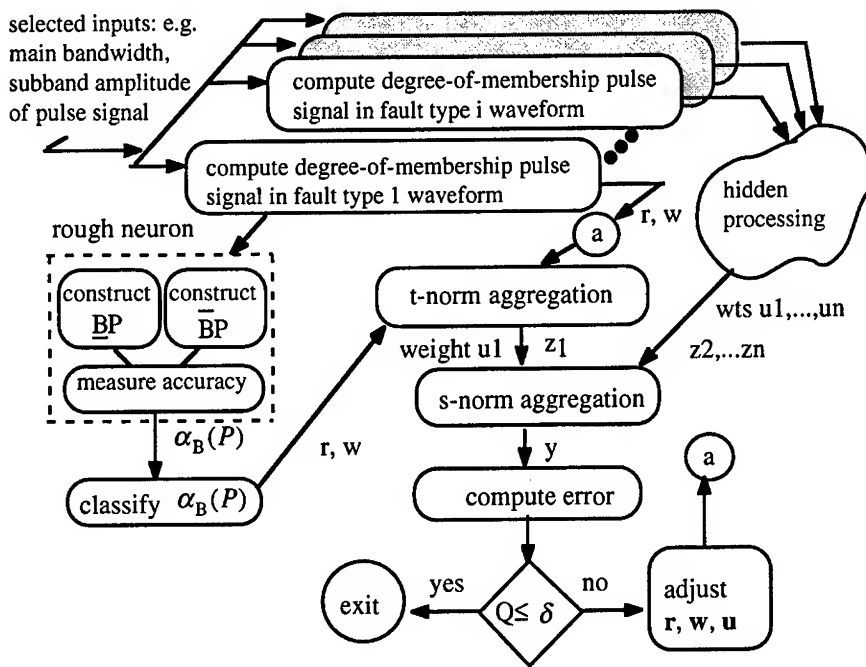 selected inputs: e.g.
main bandwidth,
subband amplitude
of pulse signal
compute degree-of-membership pulse
signal in fault type i waveform
compute degree-of-membership pulse
signal in fault type 1 waveform
hidden
processing
r, w
a
rough neuron
construct
B̲P
construct
B̅P
measure accuracy
t-norm aggregation
wts u1,...,un
weight u1
z1
z2,...zn
s-norm aggregation
αB(P)
r, w
y
a
classify αB(P)
compute error
yes
no
exit
Q≤ δ
adjust
r, w, u